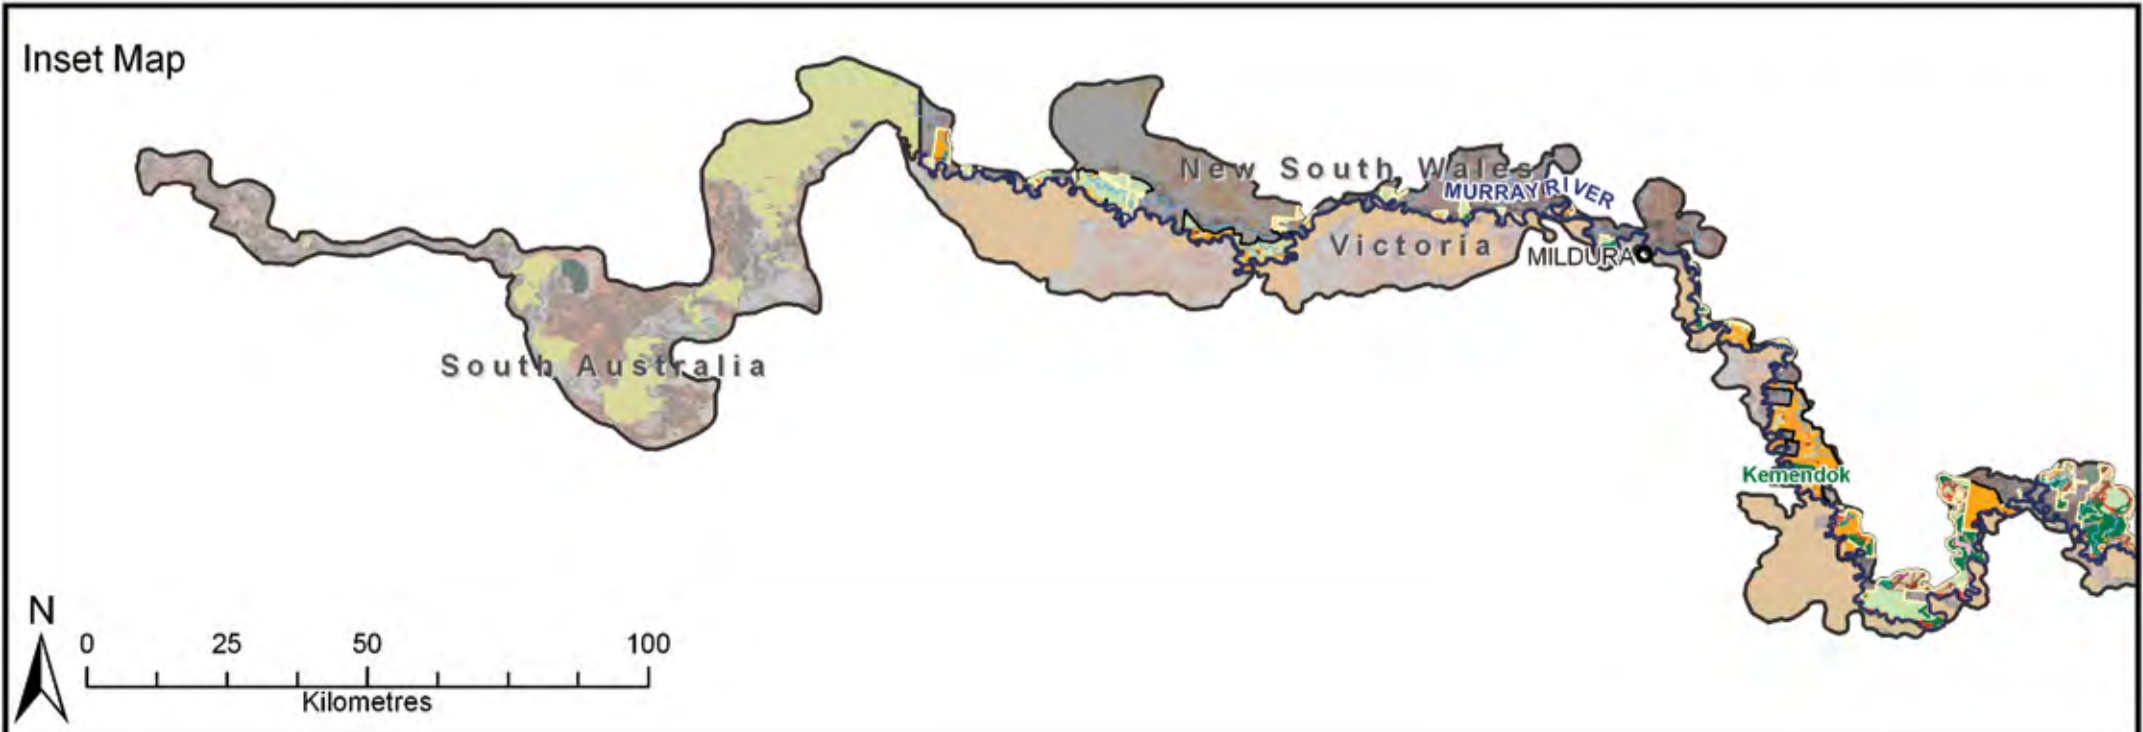 Inset Map
New South Wales
MURRAY RIVER
Victoria
MILDURA
South Australia
Kemendok
N
0 25 50 100
Kilometres